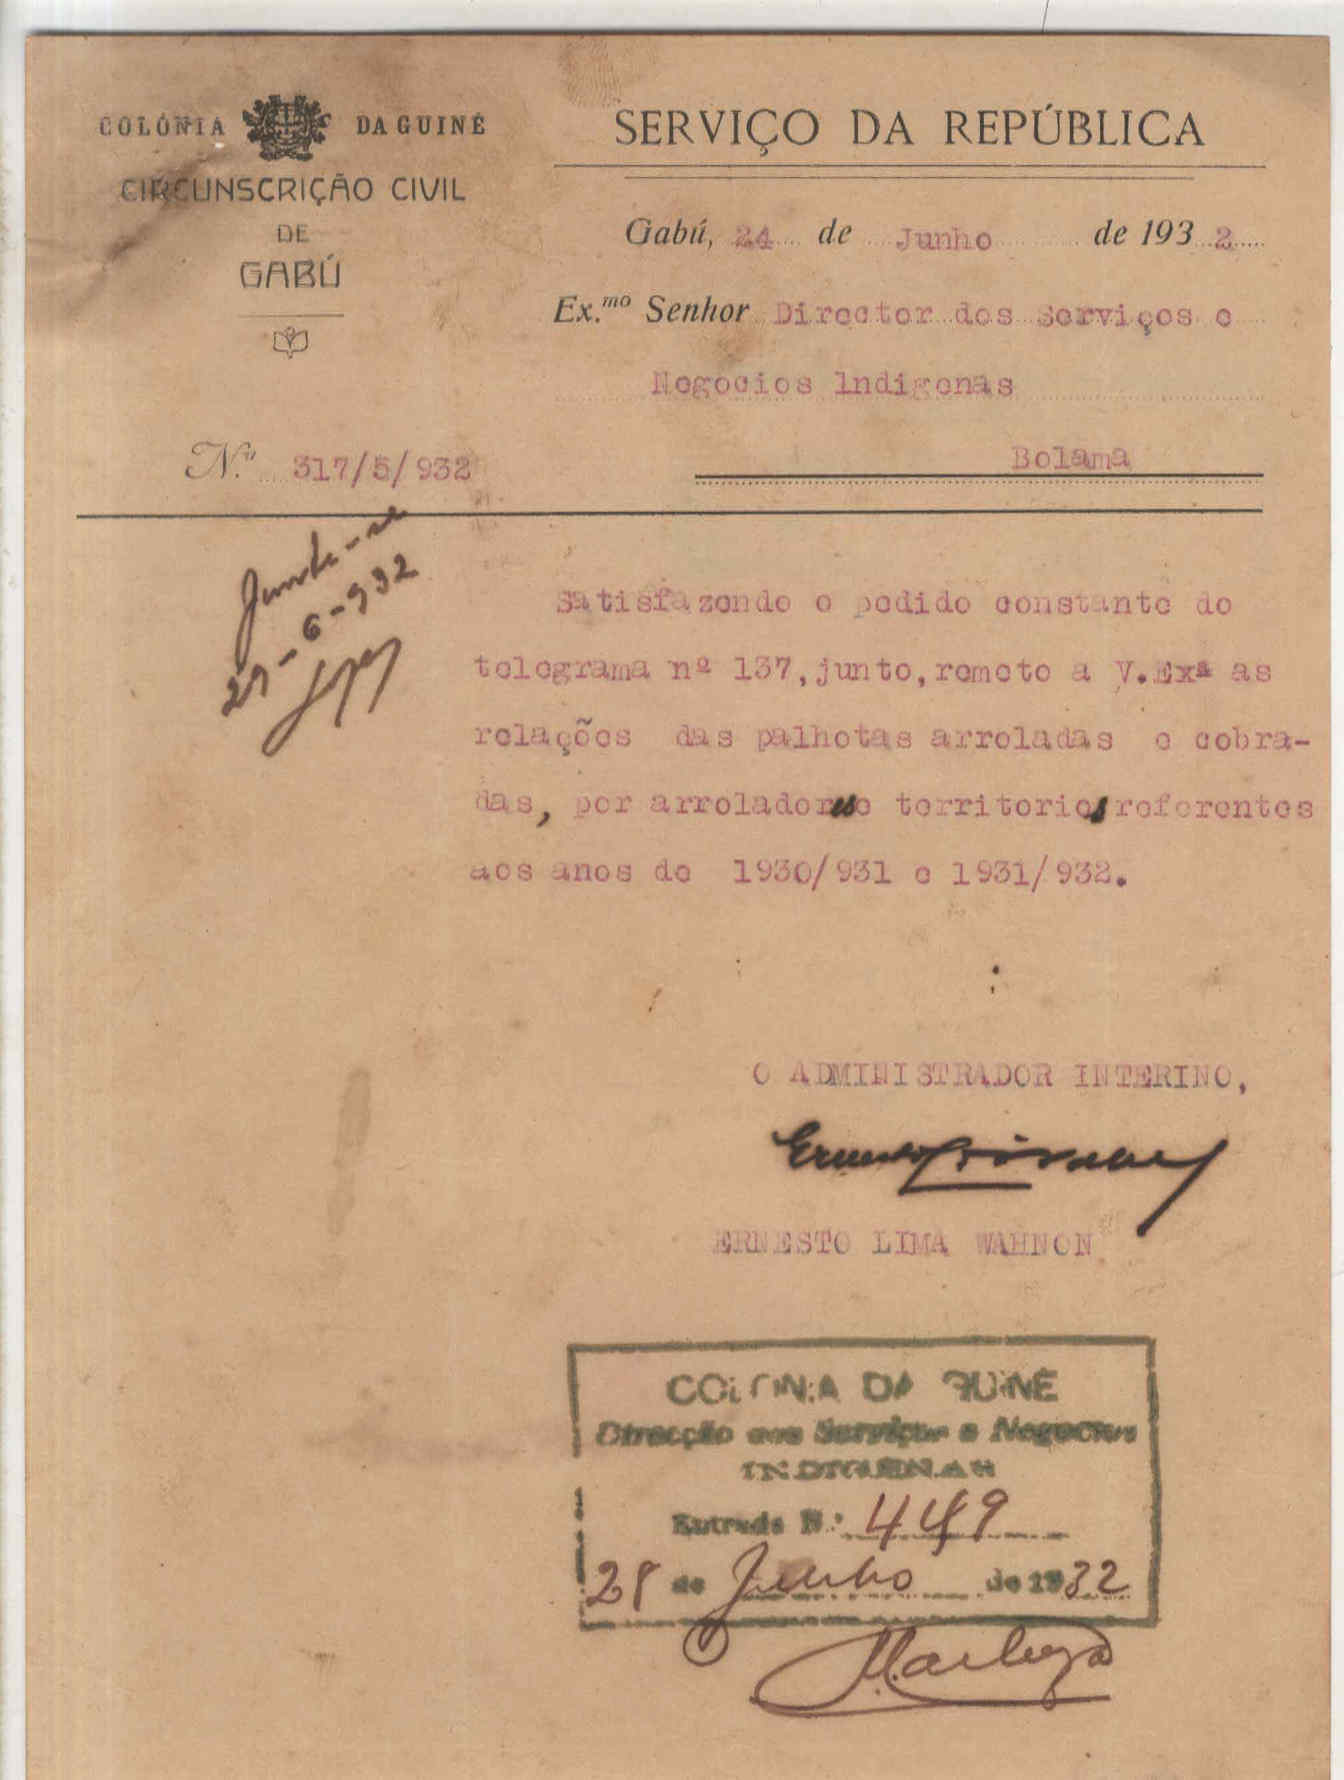 COLÓNIA DA GUINÉ
CIRCUNSCRIÇÃO CIVIL
DE
GABÚ
SERVIÇO DA REPÚBLICA
Gabú, 24 de Junho de 1932
Ex.mo Senhor Director dos Serviços e
Negocios Indigenas
Bolama
N.º 317/5/932
Junte-se
29-6-932
Satisfazendo o pedido constante do
telegrama nº 137, junto, remeto a V.Exª as
relações das palhotas arroladas e cobra-
das, por arrolador e territorios referentes
aos anos de 1930/931 e 1931/932.
O ADMINISTRADOR INTERINO,
ERNESTO LIMA WAHNON
COLONIA DA GUINÉ
Direcção dos Serviços e Negocios
INDIGENAS
Entrada N.º 449
28 de Junho de 1932